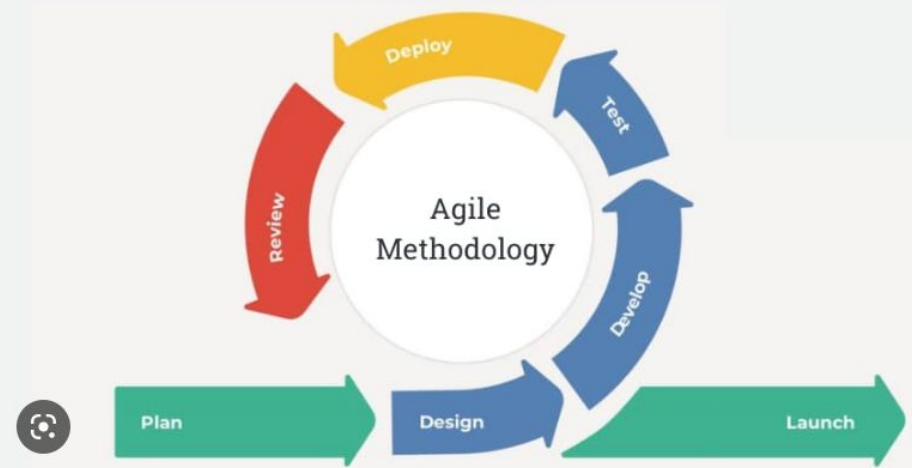 Deploy
Test
Review
Agile
Methodology
Develop
Plan
Design
Launch